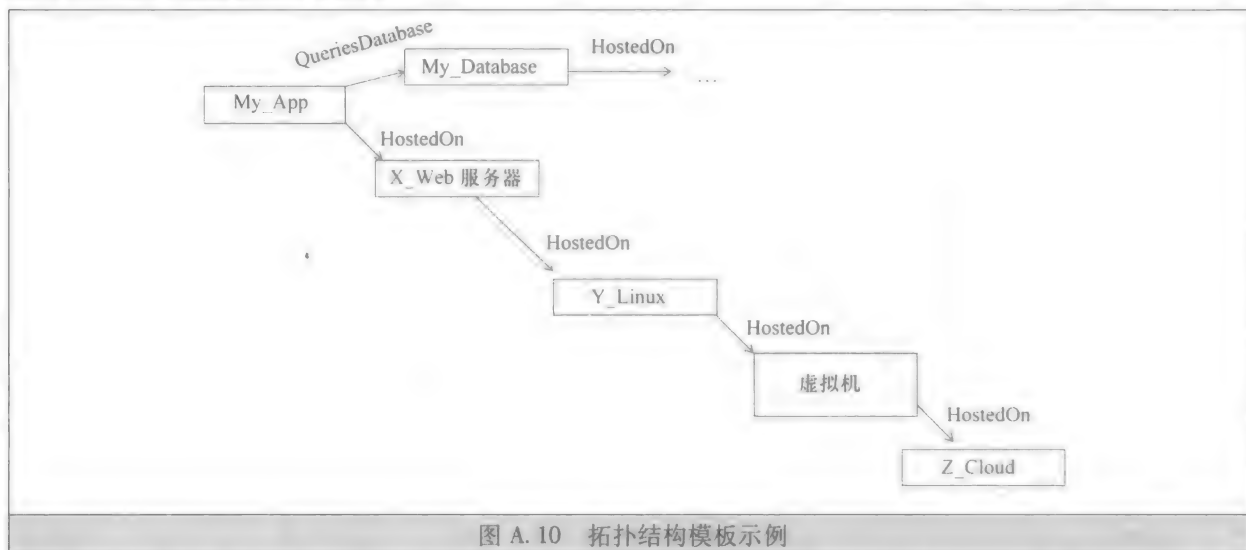 QueriesDatabase
HostedOn
My_Database
...
My_App
HostedOn
X_Web 服务器
HostedOn
Y_Linux
HostedOn
虚拟机
HostedOn
Z_Cloud
图 A.10 拓扑结构模板示例